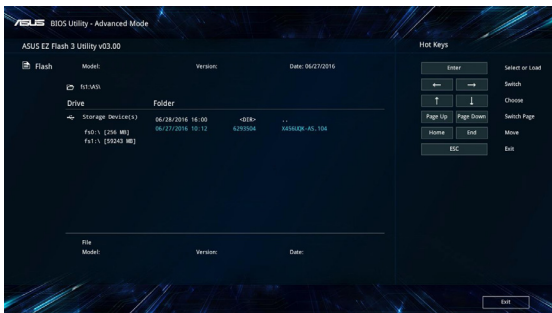 ASUS BIOS Utility - Advanced Mode
ASUS EZ Flash 3 Utility v03.00
Hot Keys
Flash Model: Version: Date: 06/27/2016
fs1:\AS\
Drive Folder
Storage Device(s) 06/28/2016 16:00 <DIR> ..
fs0:\ [256 MB] 06/27/2016 10:12 6293504 X456UQK-AS.104
fs1:\ [59243 MB]
File
Model: Version: Date:
Enter Select or Load
← → Switch
↑ ↓ Choose
Page Up Page Down Switch Page
Home End Move
ESC Exit
Exit